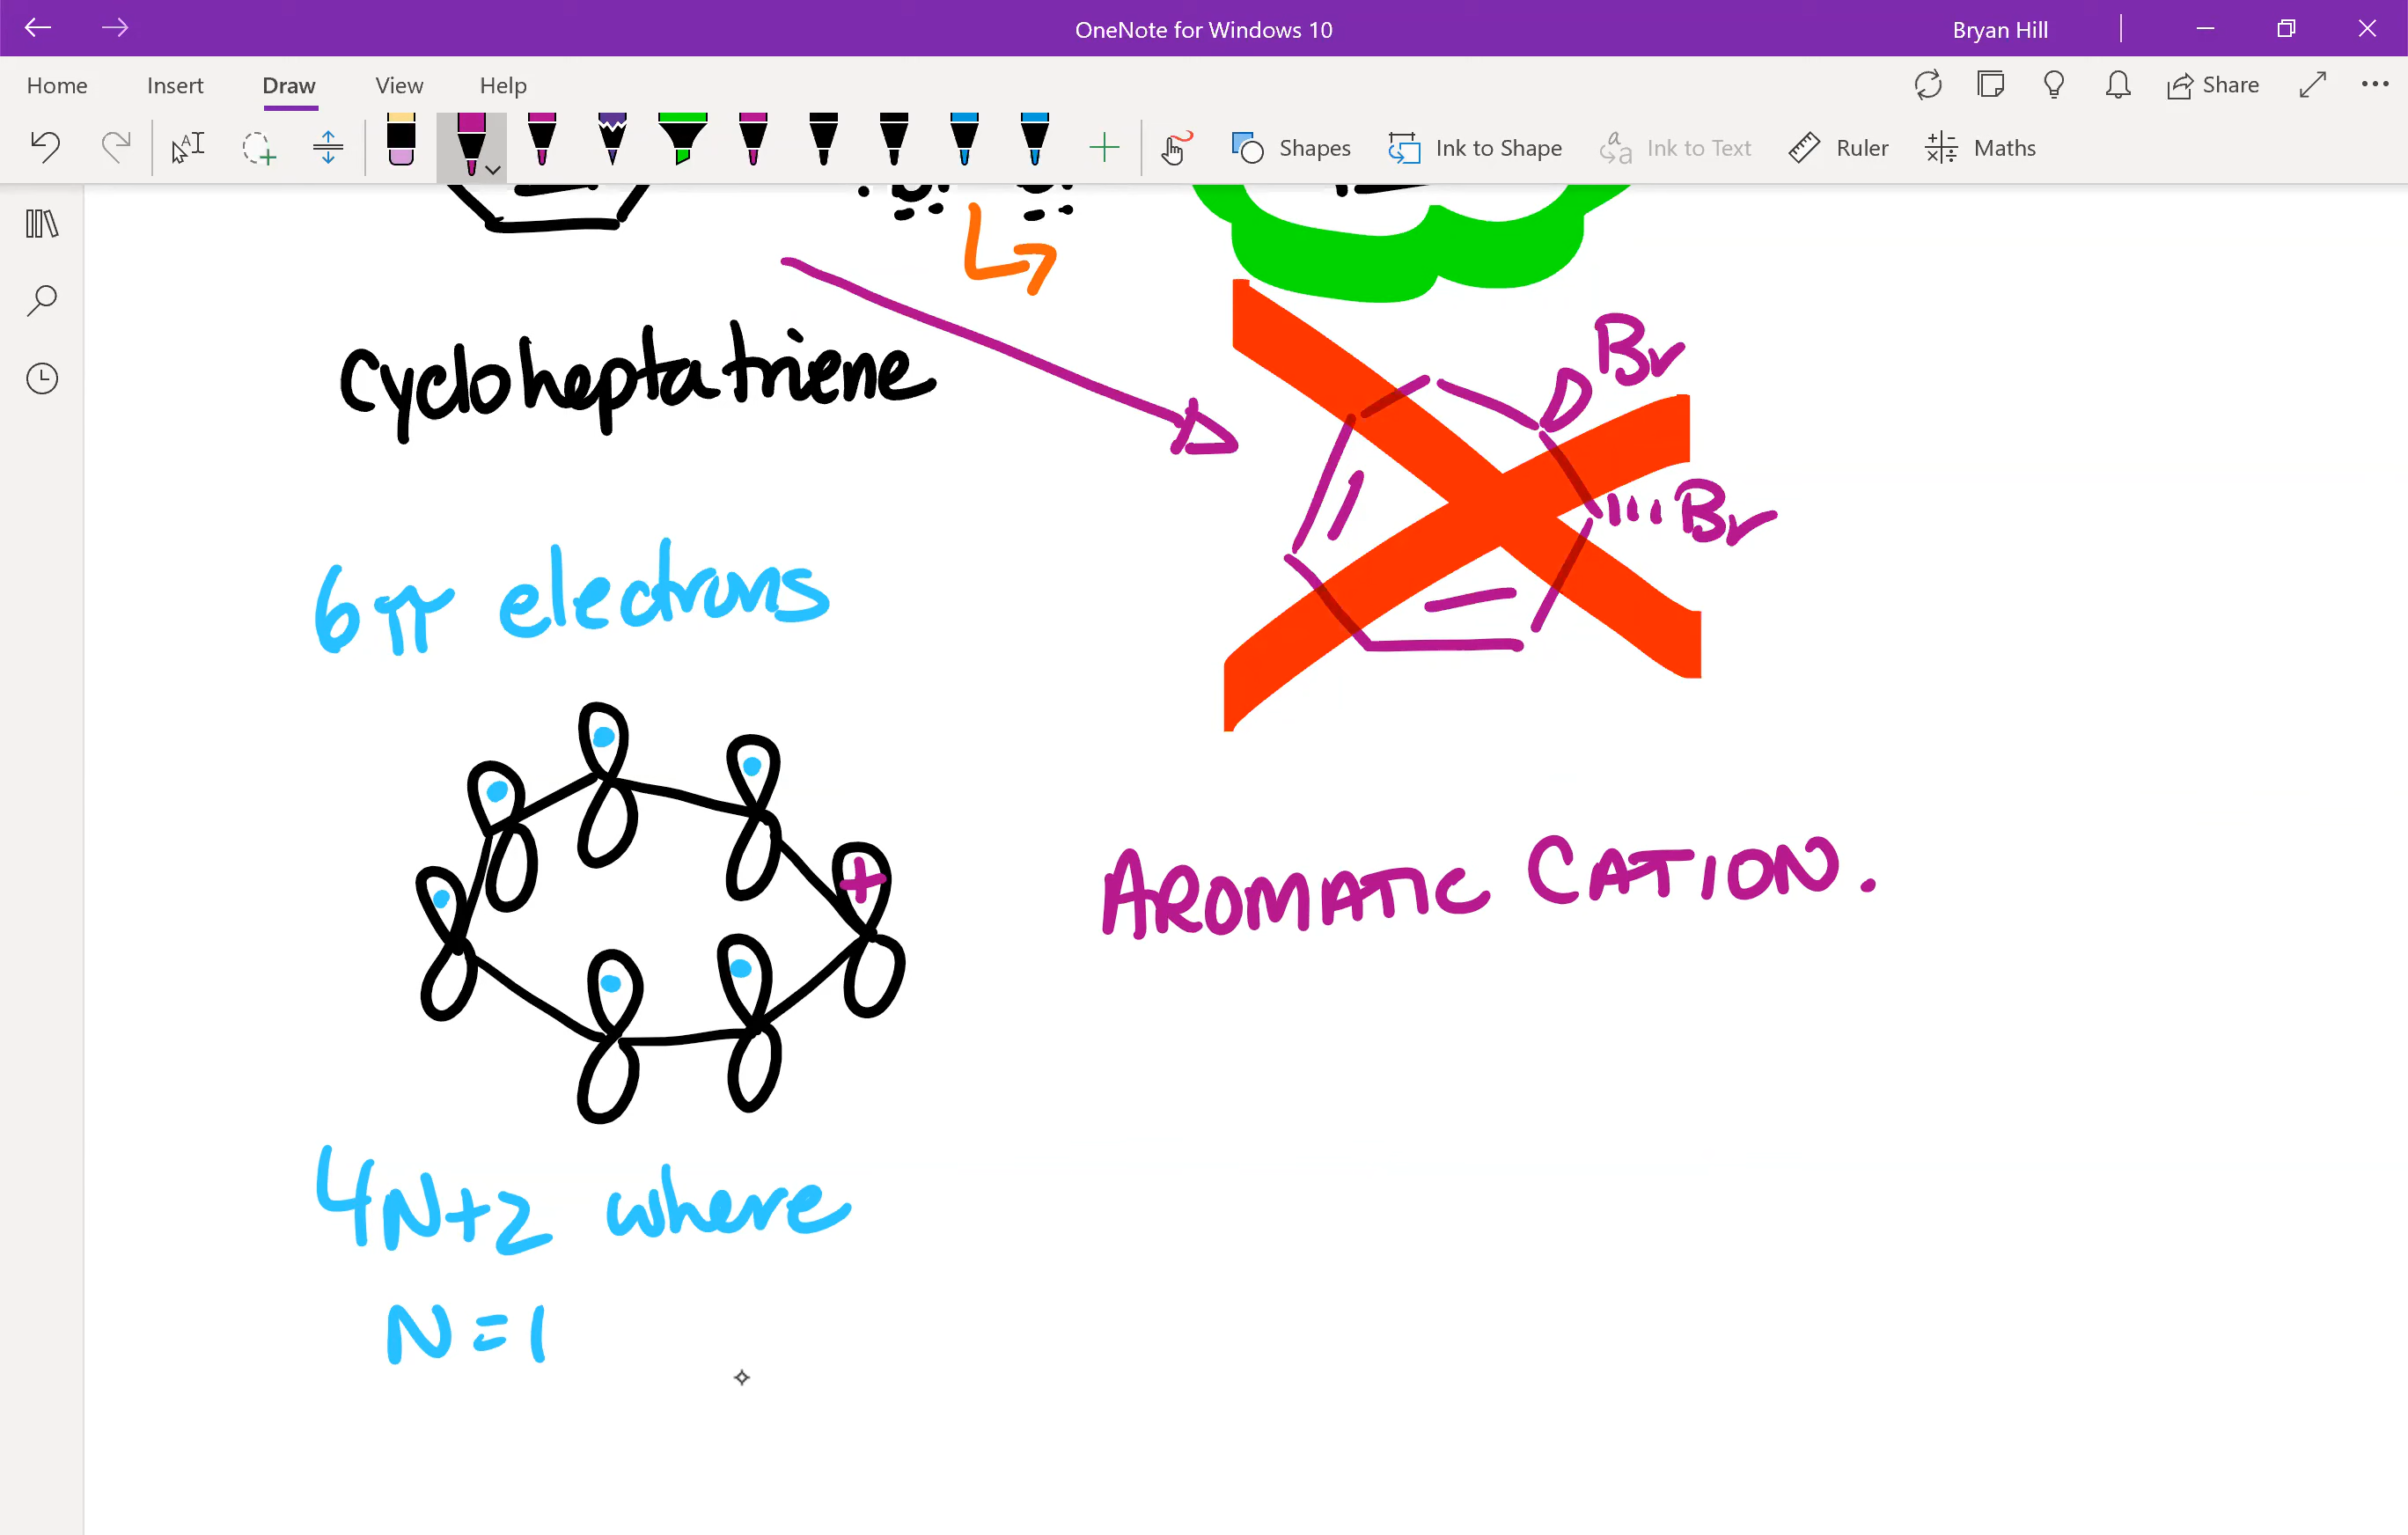 OneNote for Windows 10
Bryan Hill
Home Insert Draw View Help
Share
Shapes Ink to Shape Ink to Text Ruler Maths
cycloheptatriene
Br
Br
6π electrons
+
AROMATIC CATION.
4N+2 where
N=1